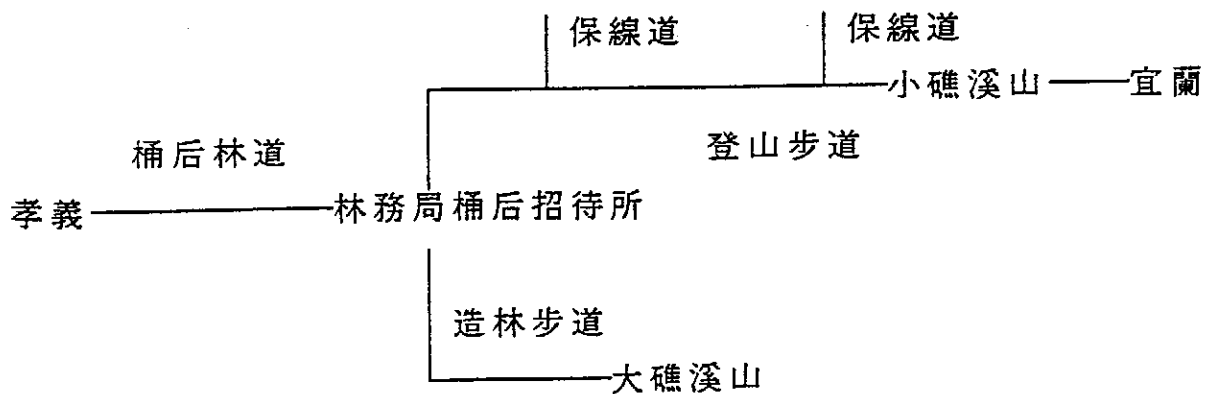 保線道 保線道
小礁溪山 宜蘭
桶后林道 登山步道
孝義 林務局桶后招待所
造林步道
大礁溪山